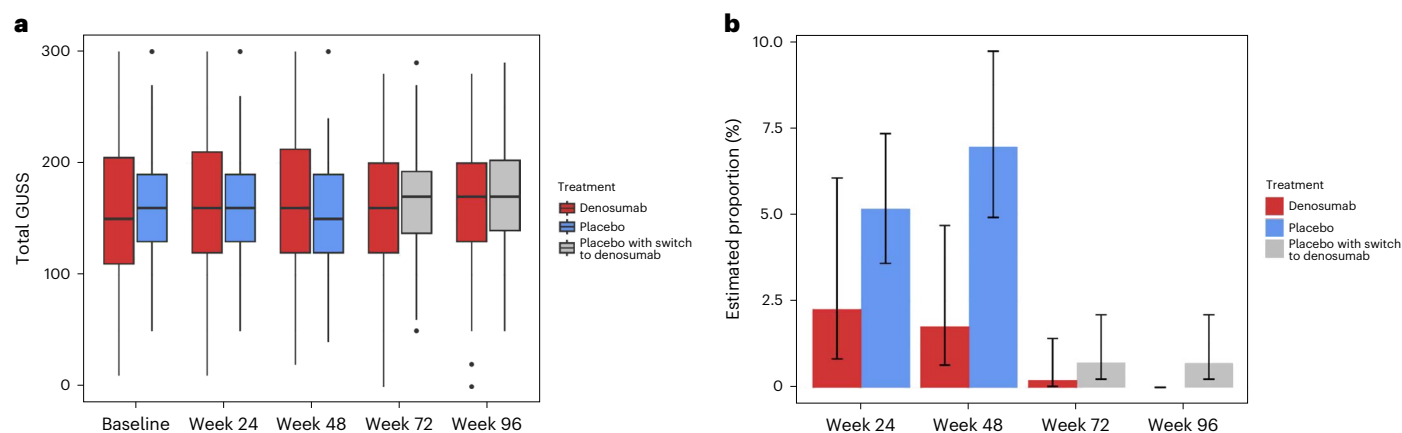 a
300
200
100
0
Total GUSS
Baseline
Week 24
Week 48
Week 72
Week 96
Treatment
Denosumab
Placebo
Placebo with switch
to denosumab
b
10.0
7.5
5.0
2.5
0
Estimated proportion (%)
Week 24
Week 48
Week 72
Week 96
Treatment
Denosumab
Placebo
Placebo with switch
to denosumab